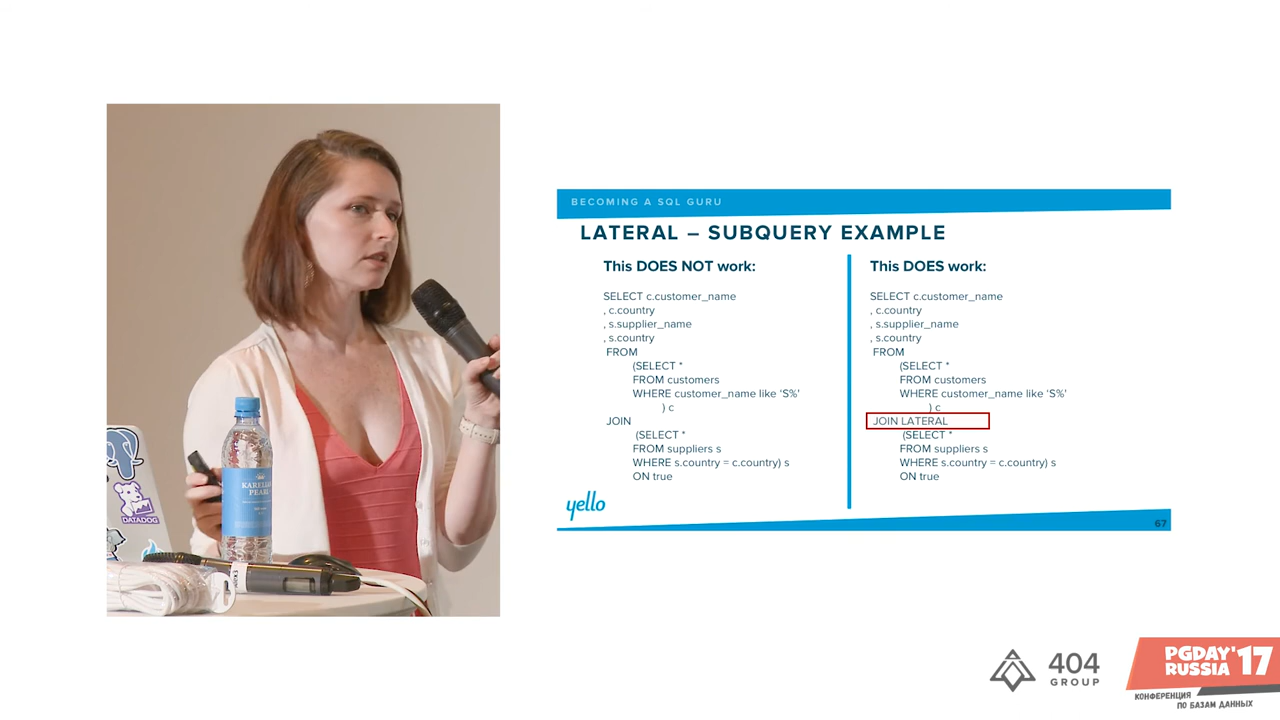 BECOMING A SQL GURU
LATERAL – SUBQUERY EXAMPLE
This DOES NOT work:
SELECT c.customer_name
, c.country
, s.supplier_name
, s.country
FROM
(SELECT *
FROM customers
WHERE customer_name like ‘S%’
) c
JOIN
(SELECT *
FROM suppliers s
WHERE s.country = c.country) s
ON true
This DOES work:
SELECT c.customer_name
, c.country
, s.supplier_name
, s.country
FROM
(SELECT *
FROM customers
WHERE customer_name like ‘S%’
) c
JOIN LATERAL
(SELECT *
FROM suppliers s
WHERE s.country = c.country) s
ON true
yello
67
DATADOG
404
GROUP
PGDAY'17
RUSSIA
КОНФЕРЕНЦИЯ
ПО БАЗАМ ДАННЫХ